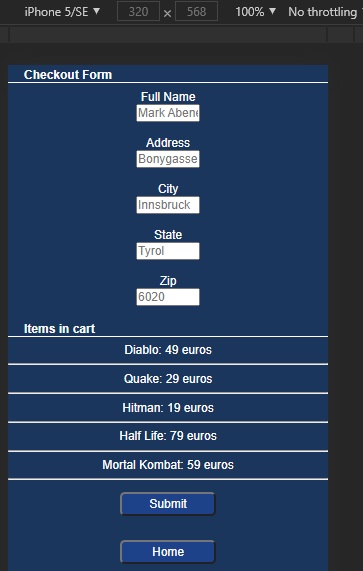 iPhone 5/SE ▼ 320 × 568 100% ▼ No throttling
Checkout Form
Full Name
Mark Abene
Address
Bonygasse
City
Innsbruck
State
Tyrol
Zip
6020
Items in cart
Diablo: 49 euros
Quake: 29 euros
Hitman: 19 euros
Half Life: 79 euros
Mortal Kombat: 59 euros
Submit
Home